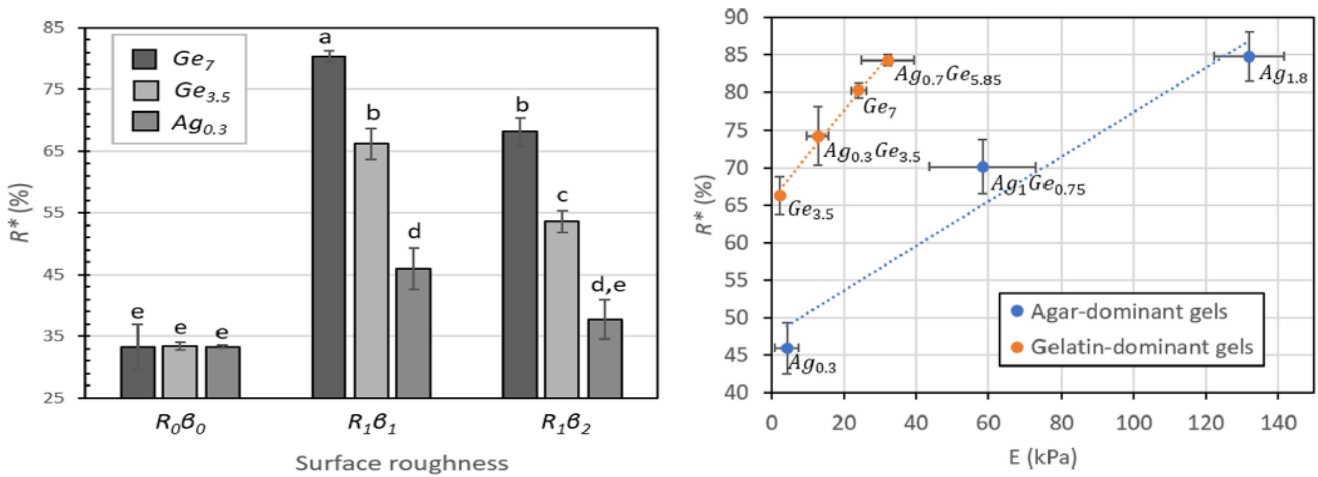 85
75
65
55
45
35
25
R* (%)
Ge₇
Ge₃.₅
Ag₀.₃
e
e
e
a
b
d
b
c
d,e
R₀β₀
R₁β₁
R₁β₂
Surface roughness
90
85
80
75
70
65
60
55
50
45
40
R* (%)
Ag₀.₇Ge₅.₈₅
Ge₇
Ag₀.₃Ge₃.₅
Ge₃.₅
Ag₁.₈
Ag₁Ge₀.₇₅
Ag₀.₃
Agar-dominant gels
Gelatin-dominant gels
0 20 40 60 80 100 120 140
E (kPa)